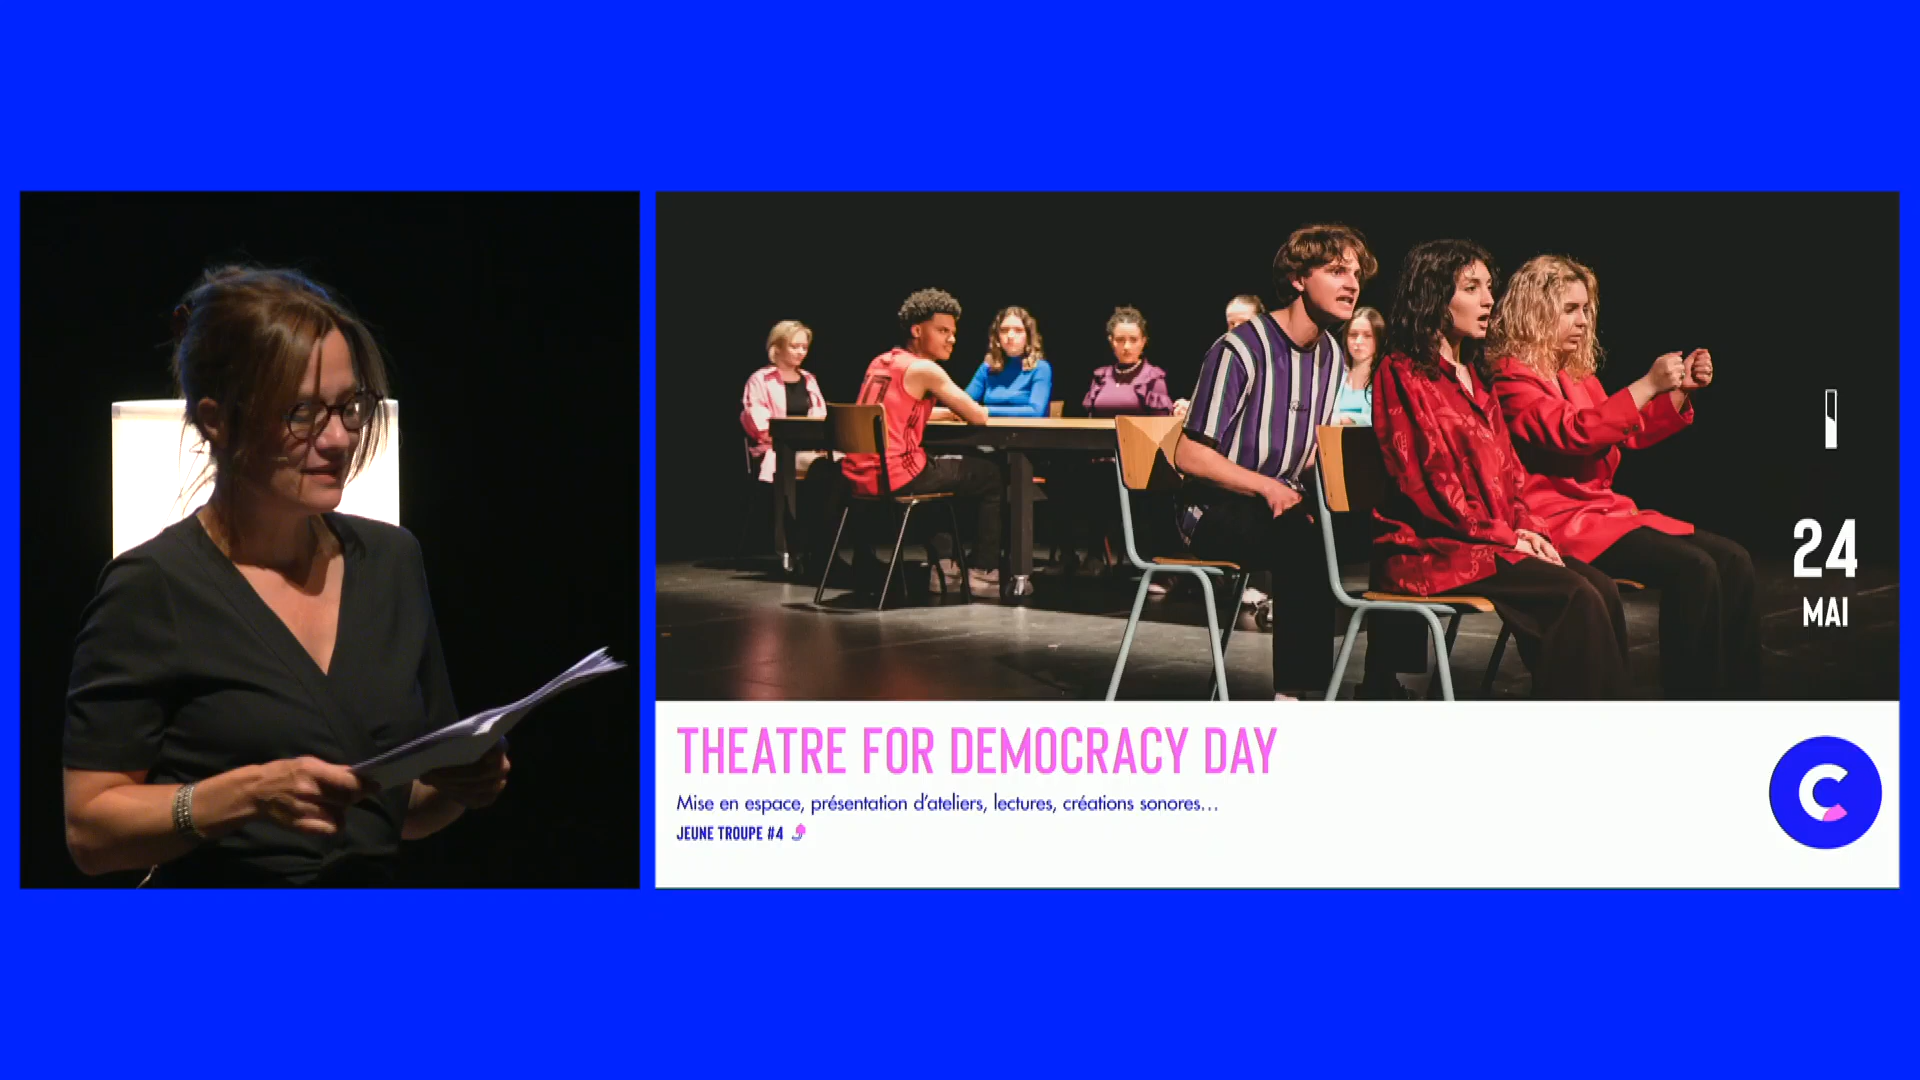 24
MAI
THEATRE FOR DEMOCRACY DAY
Mise en espace, présentation d'ateliers, lectures, créations sonores...
JEUNE TROUPE #4
C